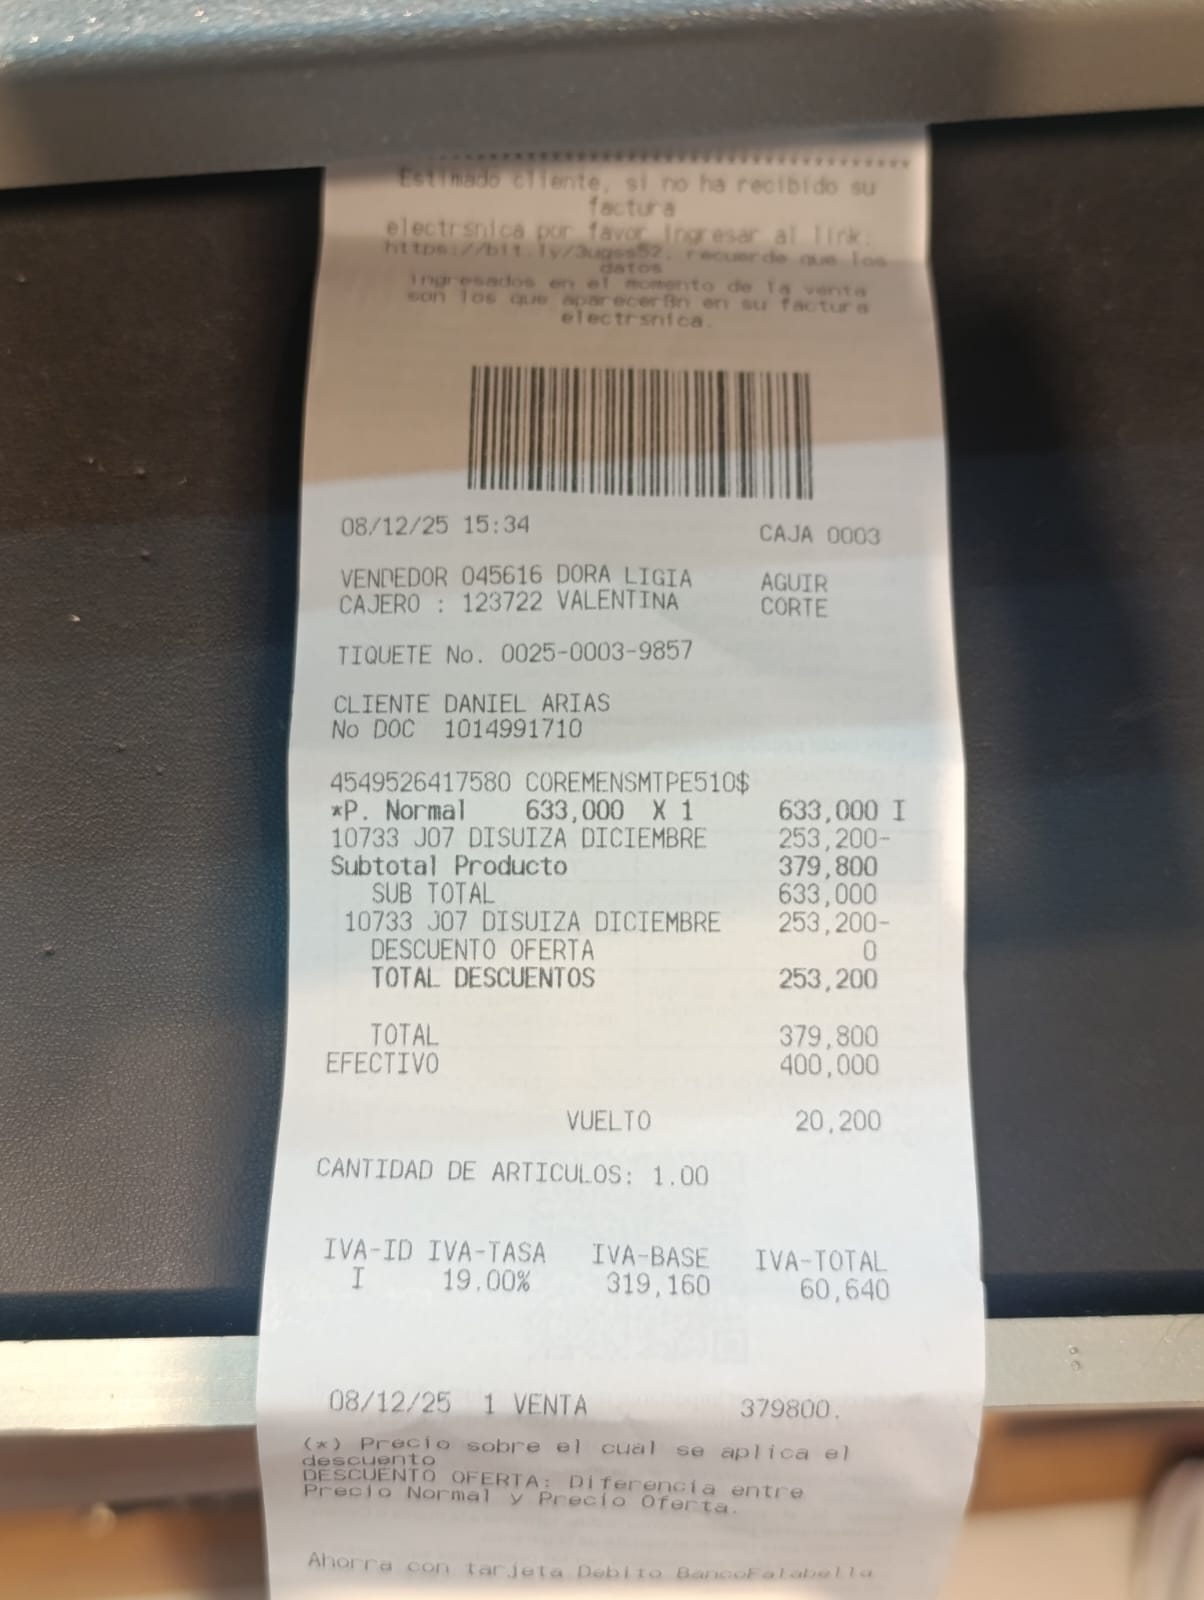 Estimado cliente, si no ha recibido su
factura
electrsnica por favor ingresar al link:
https://bit.ly/3ugss52, recuerde que los
datos
ingresados en el momento de la venta
son los que aparecer8n en su factura
electrsnica.
08/12/25 15:34 CAJA 0003
VENDEDOR 045616 DORA LIGIA AGUIR
CAJERO : 123722 VALENTINA CORTE
TIQUETE No. 0025-0003-9857
CLIENTE DANIEL ARIAS
No DOC 1014991710
4549526417580 COREMENSMTPE510$
*P. Normal 633,000 X 1 633,000 I
10733 J07 DISUIZA DICIEMBRE 253,200-
Subtotal Producto 379,800
SUB TOTAL 633,000
10733 J07 DISUIZA DICIEMBRE 253,200-
DESCUENTO OFERTA 0
TOTAL DESCUENTOS 253,200
TOTAL 379,800
EFECTIVO 400,000
VUELTO 20,200
CANTIDAD DE ARTICULOS: 1.00
IVA-ID IVA-TASA IVA-BASE IVA-TOTAL
I 19.00% 319,160 60,640
08/12/25 1 VENTA 379800.
(*) Precio sobre el cual se aplica el
descuento
DESCUENTO OFERTA: Diferencia entre
Precio Normal y Precio Oferta.
Ahorra con tarjeta Debito BancoFalabella